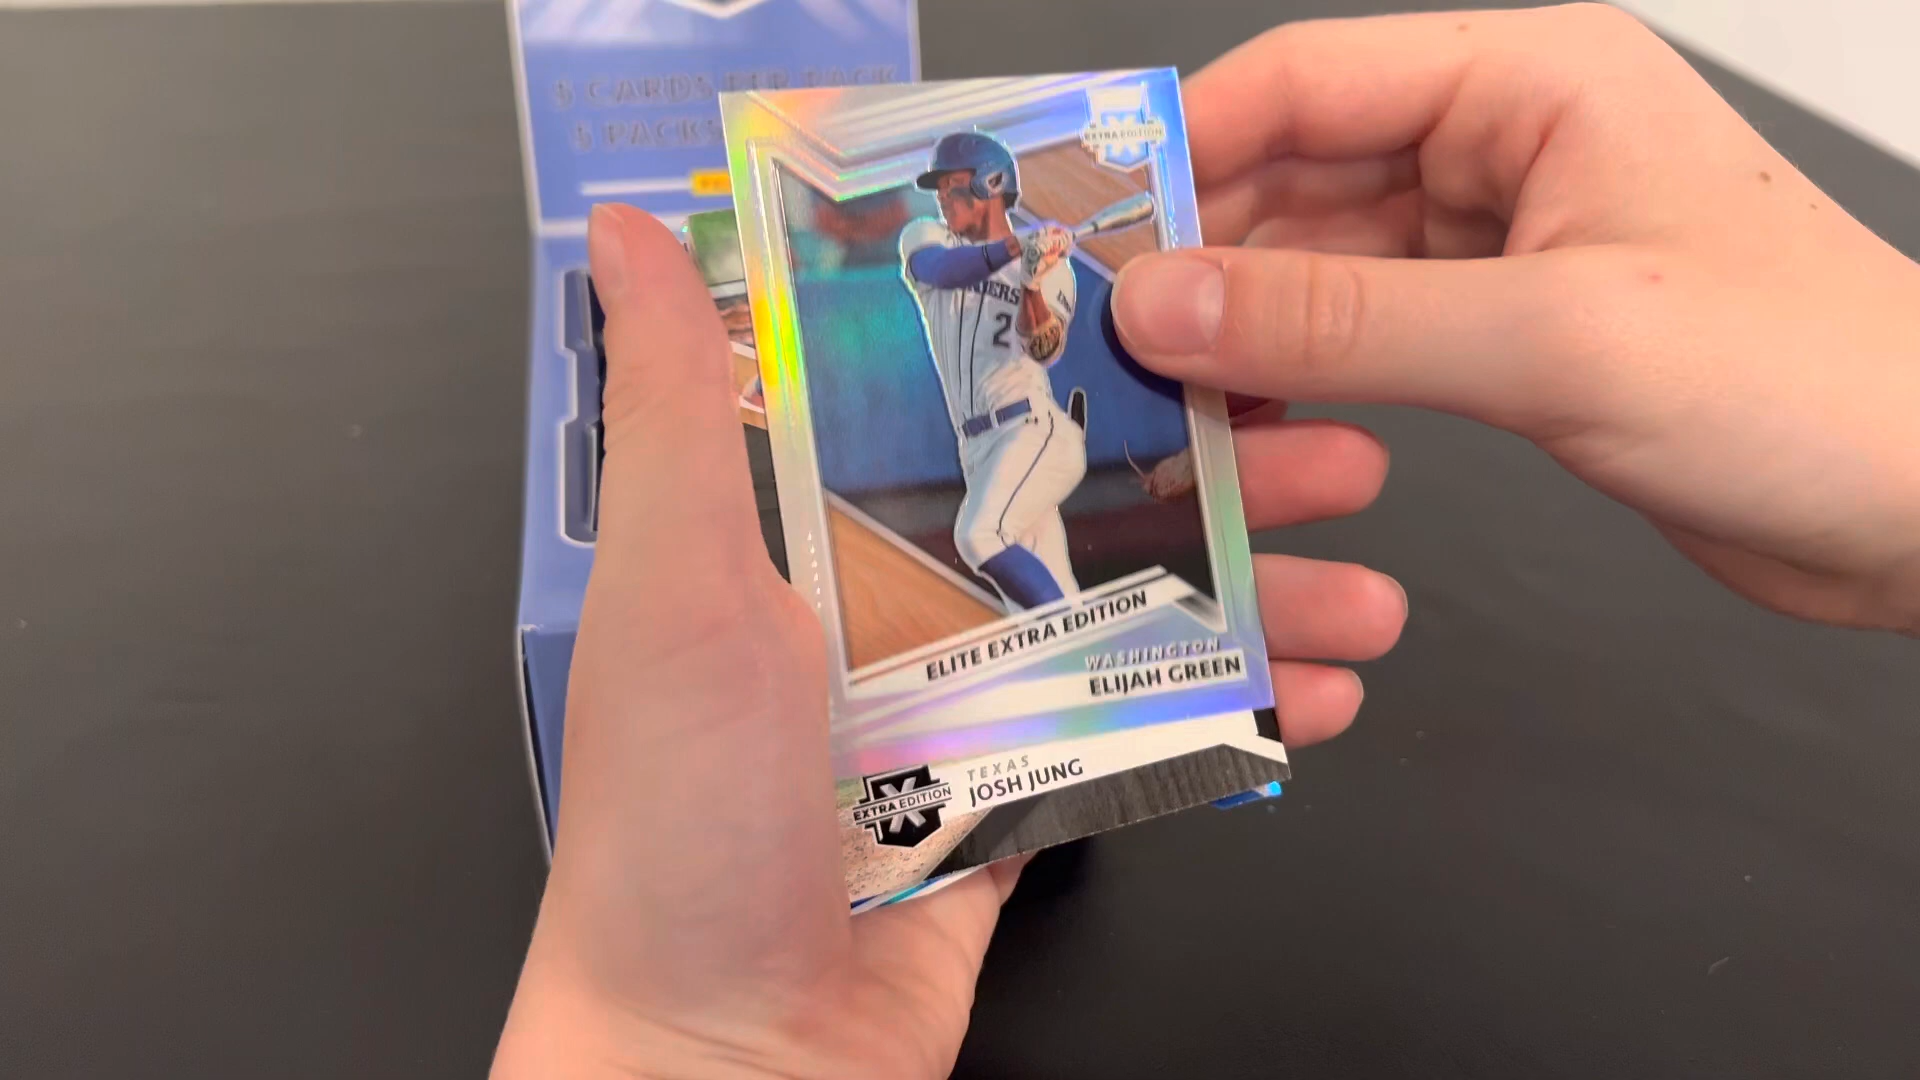 5 CARDS PER PACK
5 PACKS
EXTRA EDITION
2
ELITE EXTRA EDITION
WASHINGTON
ELIJAH GREEN
TEXAS
JOSH JUNG
EXTRA EDITION
X